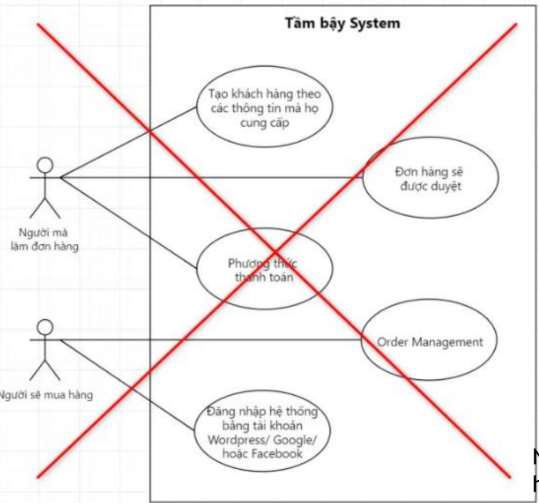 Tầm bậy System
Tạo khách hàng theo
các thông tin mà họ
cung cấp
Đơn hàng sẽ
được duyệt
Người mà
làm đơn hàng
Phương thức
thanh toán
Order Management
Người sẽ mua hàng
Đăng nhập hệ thống
bằng tài khoản
Wordpress/ Google/
hoặc Facebook